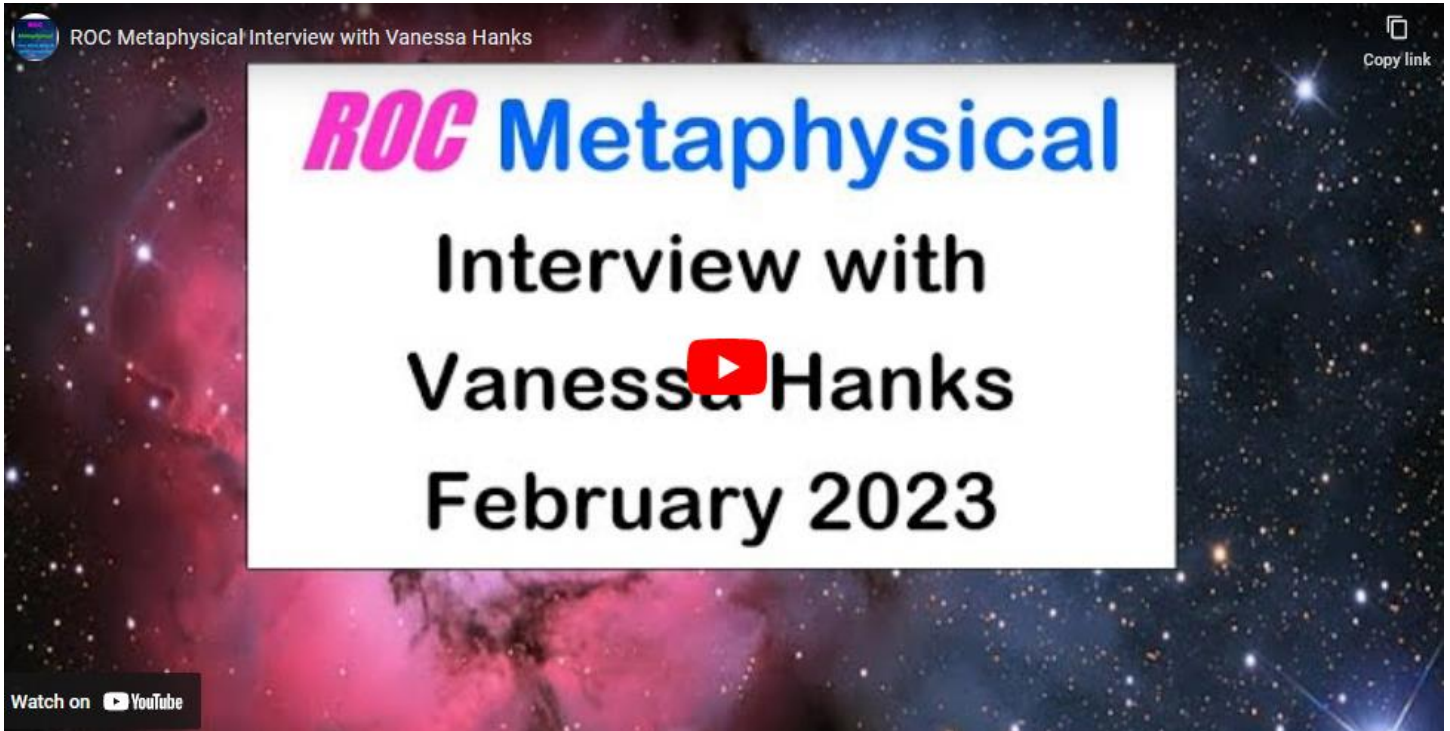 ROC Metaphysical Interview with Vanessa Hanks
Copy link
ROC Metaphysical
Interview with
Vanessa Hanks
February 2023
Watch on YouTube